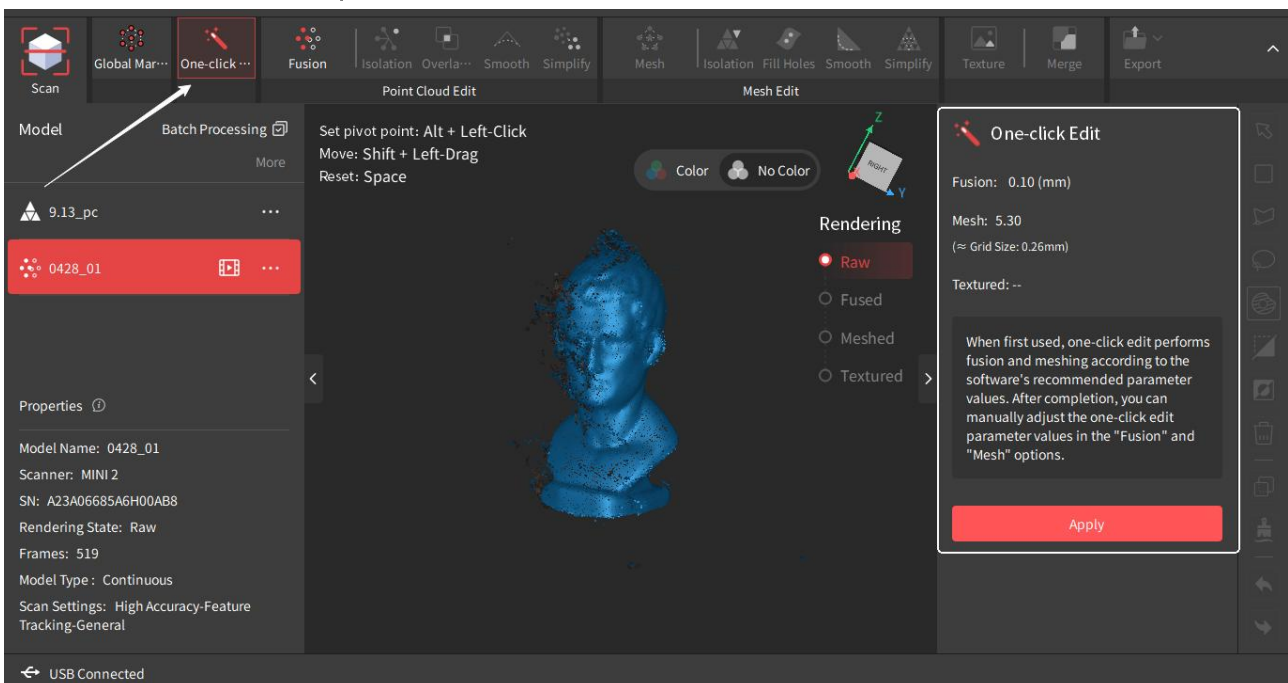 Scan
Global Mar···
One-click ···
Fusion
Isolation
Overla···
Smooth
Simplify
Point Cloud Edit
Mesh
Isolation
Fill Holes
Smooth
Simplify
Mesh Edit
Texture
Merge
Export
Model
Batch Processing
More
9.13_pc
0428_01
Properties
Model Name: 0428_01
Scanner: MINI 2
SN: A23A06685A6H00AB8
Rendering State: Raw
Frames: 519
Model Type : Continuous
Scan Settings: High Accuracy-Feature
Tracking-General
Set pivot point: Alt + Left-Click
Move: Shift + Left-Drag
Reset: Space
Color
No Color
Z
RIGHT
Y
Rendering
Raw
Fused
Meshed
Textured
One-click Edit
Fusion: 0.10 (mm)
Mesh: 5.30
(≈ Grid Size: 0.26mm)
Textured: --
When first used, one-click edit performs
fusion and meshing according to the
software's recommended parameter
values. After completion, you can
manually adjust the one-click edit
parameter values in the "Fusion" and
"Mesh" options.
Apply
USB Connected